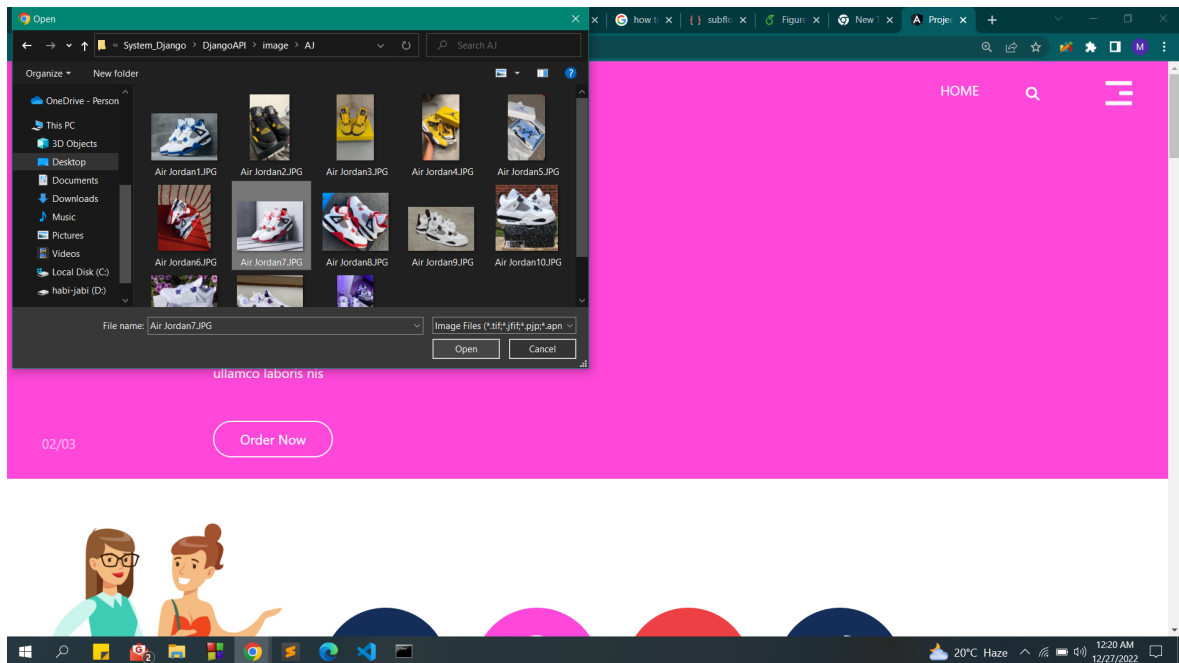 Open
how t
{ } subflo
Figure
New T
Projec
« System_Django > DjangoAPI > image > AJ
Search AJ
Organize
New folder
HOME
OneDrive - Person
This PC
3D Objects
Desktop
Documents
Downloads
Music
Pictures
Videos
Local Disk (C:)
habi-jabi (D:)
Air Jordan1.JPG
Air Jordan2.JPG
Air Jordan3.JPG
Air Jordan4.JPG
Air Jordan5.JPG
Air Jordan6.JPG
Air Jordan7.JPG
Air Jordan8.JPG
Air Jordan9.JPG
Air Jordan10.JPG
File name: Air Jordan7.JPG
Image Files (*.tif;*.jfif;*.pjp;*.apn
Open
Cancel
ullamco laboris nis
02/03
Order Now
20°C Haze
12:20 AM
12/27/2022